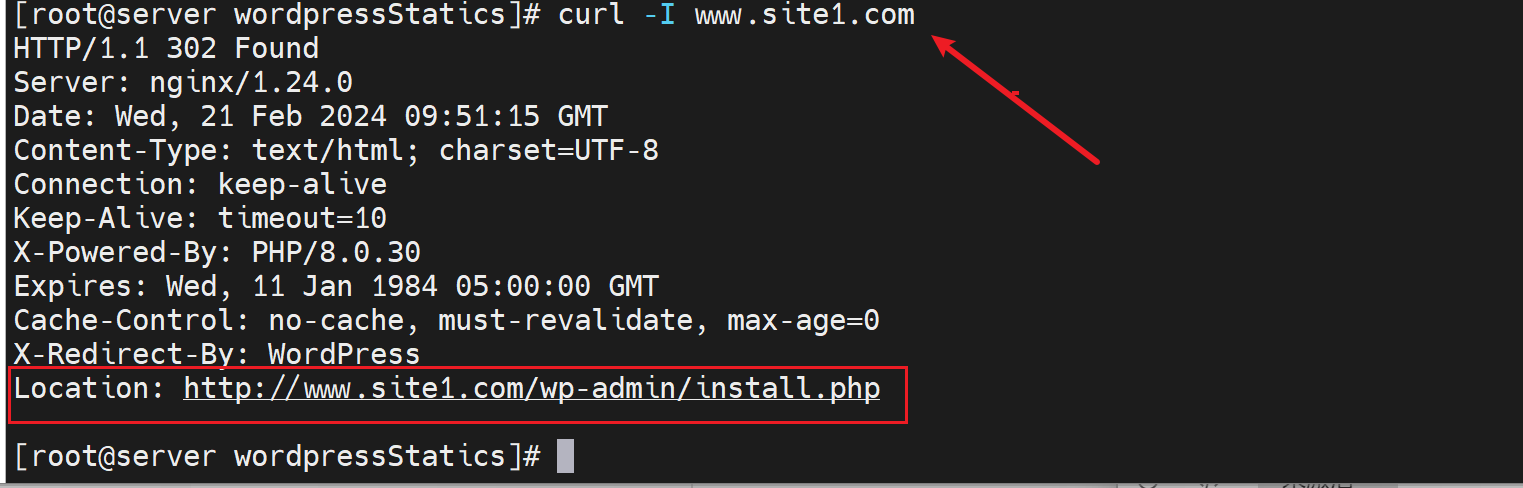 [root@server wordpressStatics]# curl -I www.site1.com
HTTP/1.1 302 Found
Server: nginx/1.24.0
Date: Wed, 21 Feb 2024 09:51:15 GMT
Content-Type: text/html; charset=UTF-8
Connection: keep-alive
Keep-Alive: timeout=10
X-Powered-By: PHP/8.0.30
Expires: Wed, 11 Jan 1984 05:00:00 GMT
Cache-Control: no-cache, must-revalidate, max-age=0
X-Redirect-By: WordPress
Location: http://www.site1.com/wp-admin/install.php
[root@server wordpressStatics]#